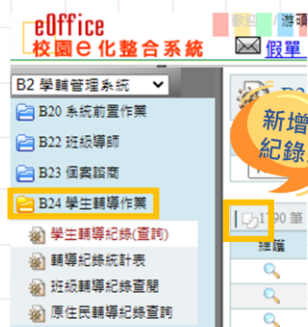 eOffice
校園e化整合系統
假單
B2 學輔管理系統
B20 系統前置作業
B22 班級導師
B23 個案諮商
B24 學生輔導作業
學生輔導紀錄(查詢)
輔導紀錄統計表
班級輔導紀錄查閱
原住民輔導紀錄查詢
新增
紀錄
1790 筆
維護